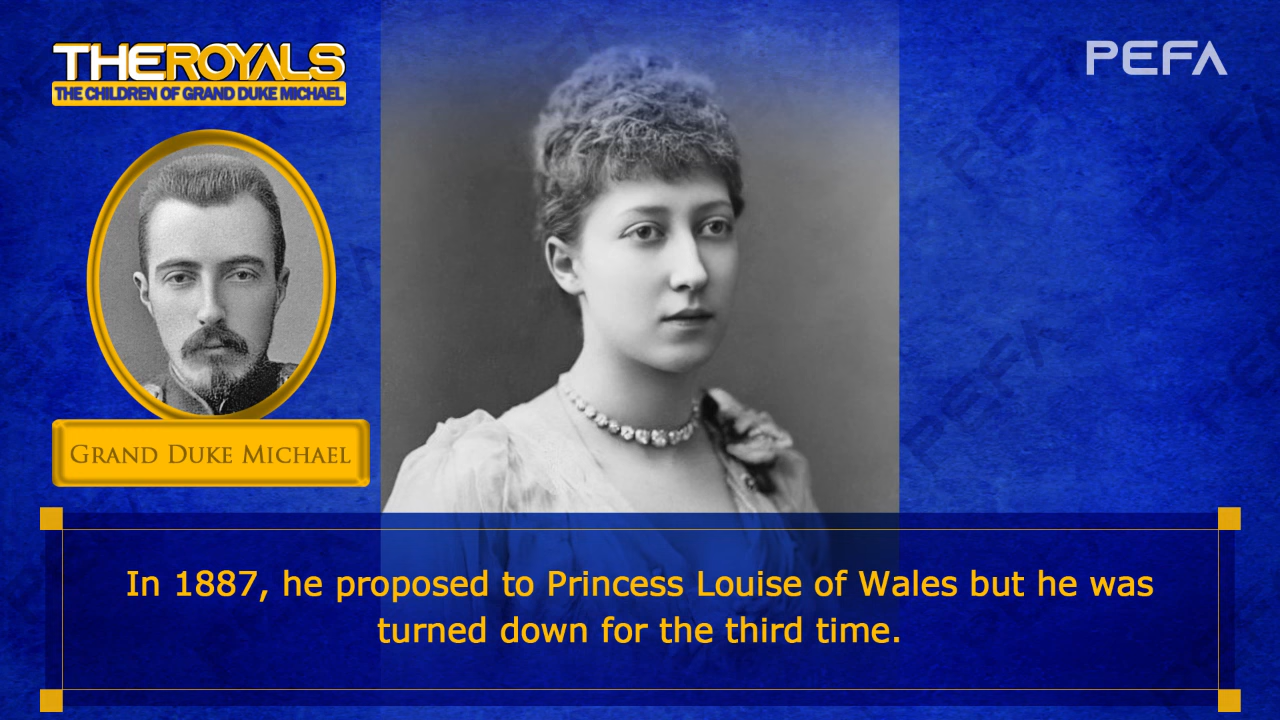 THEROYALS
THE CHILDREN OF GRAND DUKE MICHAEL
PEFA
GRAND DUKE MICHAEL
In 1887, he proposed to Princess Louise of Wales but he was
turned down for the third time.